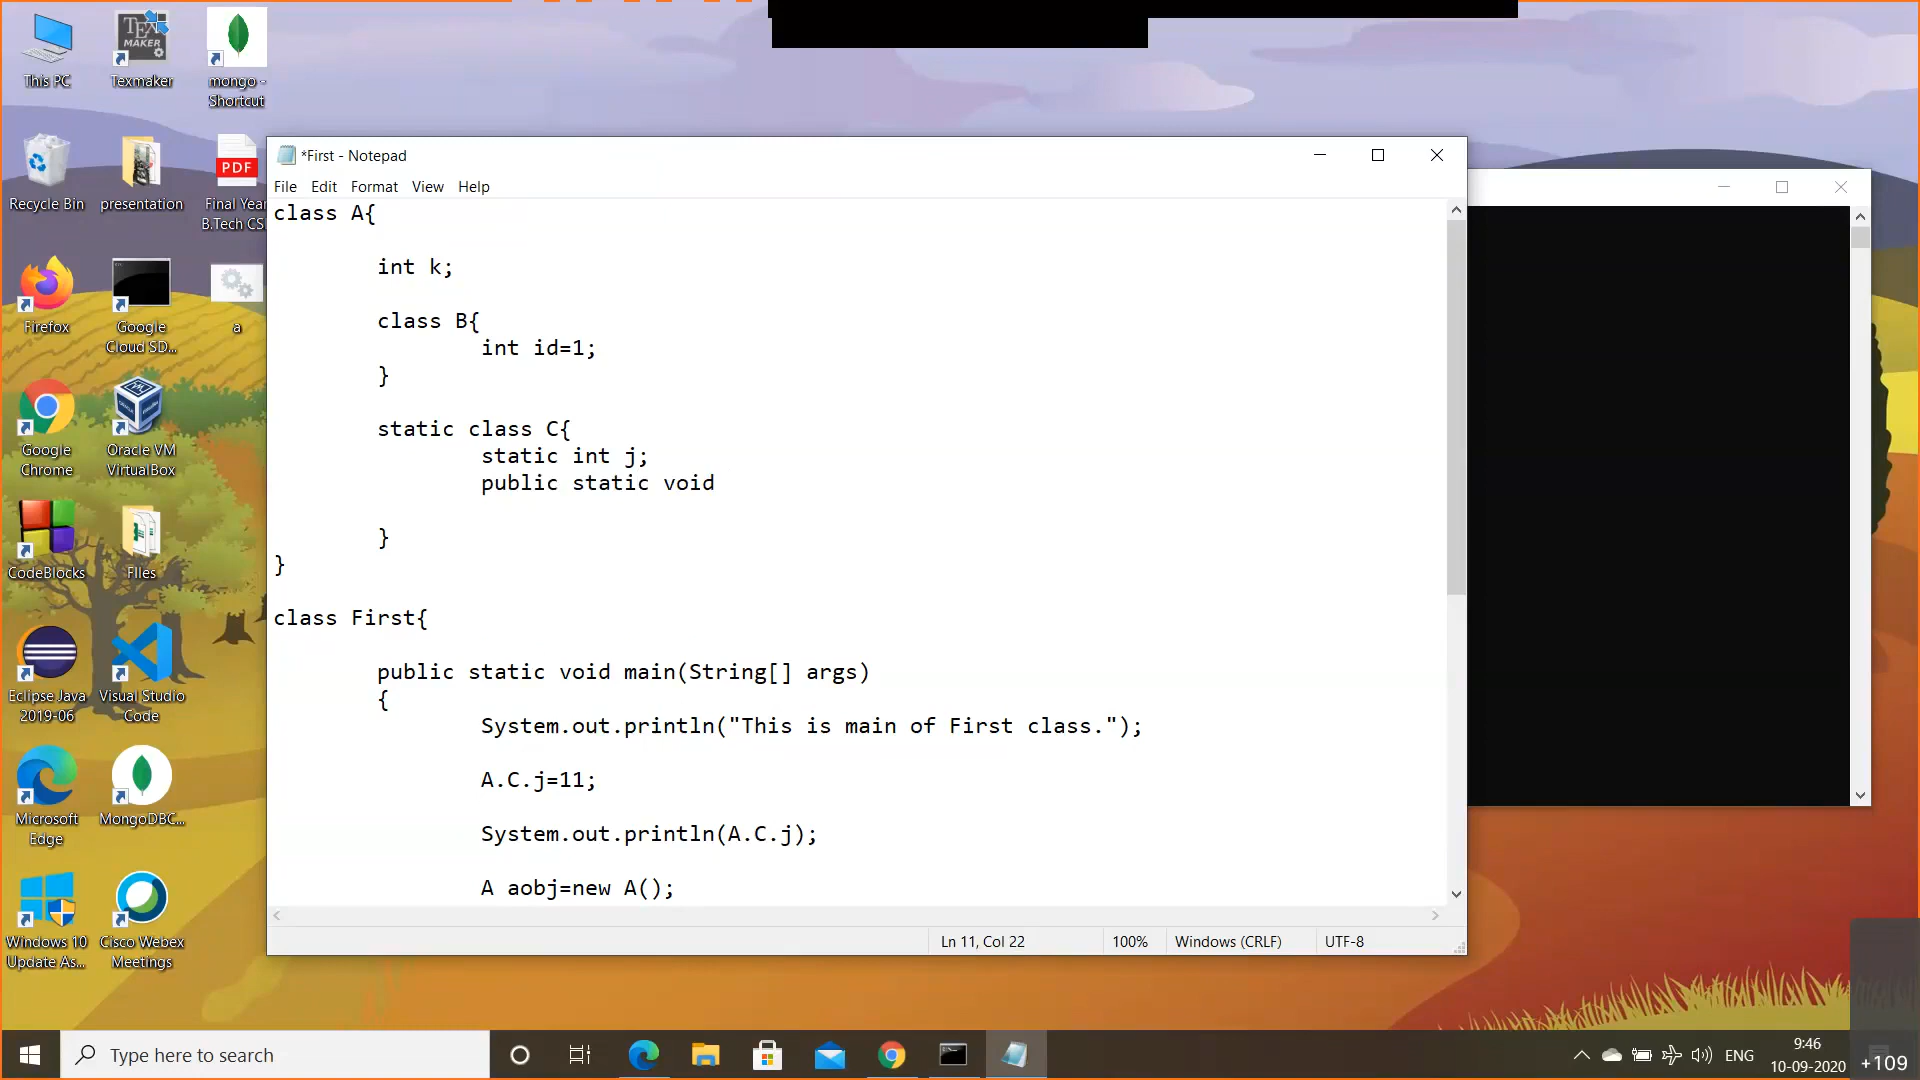 This PC
Texmaker
mongo -
Shortcut
Recycle Bin
presentation
PDF
Final Year
B.Tech CS
Firefox
Google
Cloud SD...
a
Google
Chrome
Oracle VM
VirtualBox
CodeBlocks
FIles
Eclipse Java
2019-06
Visual Studio
Code
Microsoft
Edge
MongoDBC...
Windows 10
Update As...
Cisco Webex
Meetings
TEX
MAKER
*First - Notepad
File Edit Format View Help
class A{
int k;
class B{
int id=1;
}
static class C{
static int j;
public static void
}
}
class First{
public static void main(String[] args)
{
System.out.println("This is main of First class.");
A.C.j=11;
System.out.println(A.C.j);
A aobj=new A();
Ln 11, Col 22
100%
Windows (CRLF)
UTF-8
Type here to search
ENG
9:46
10-09-2020
+109